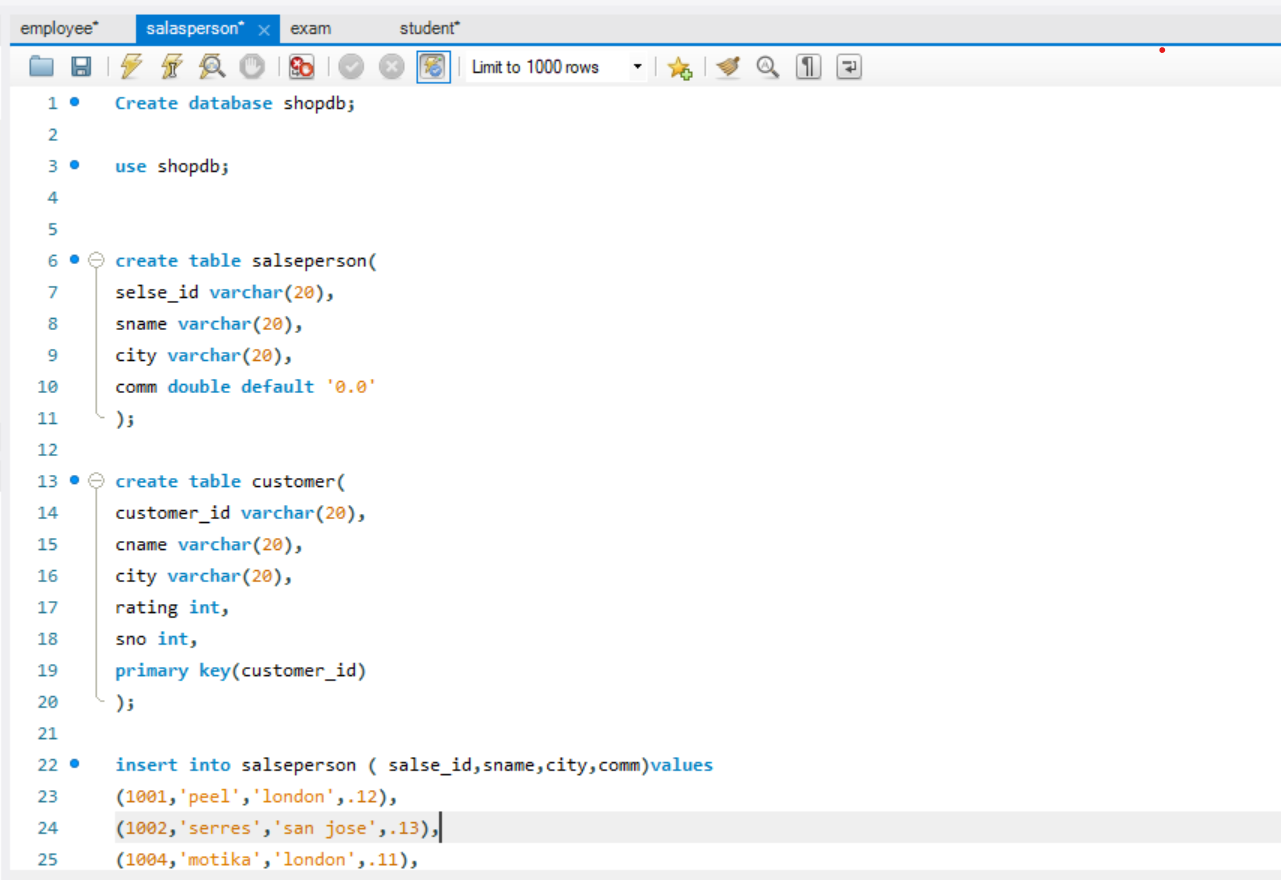 employee* salasperson* × exam student*
Limit to 1000 rows
1 Create database shopdb;
2
3 use shopdb;
4
5
6 create table salseperson(
7 selse_id varchar(20),
8 sname varchar(20),
9 city varchar(20),
10 comm double default '0.0'
11 );
12
13 create table customer(
14 customer_id varchar(20),
15 cname varchar(20),
16 city varchar(20),
17 rating int,
18 sno int,
19 primary key(customer_id)
20 );
21
22 insert into salseperson ( salse_id,sname,city,comm)values
23 (1001,'peel','london',.12),
24 (1002,'serres','san jose',.13),
25 (1004,'motika','london',.11),